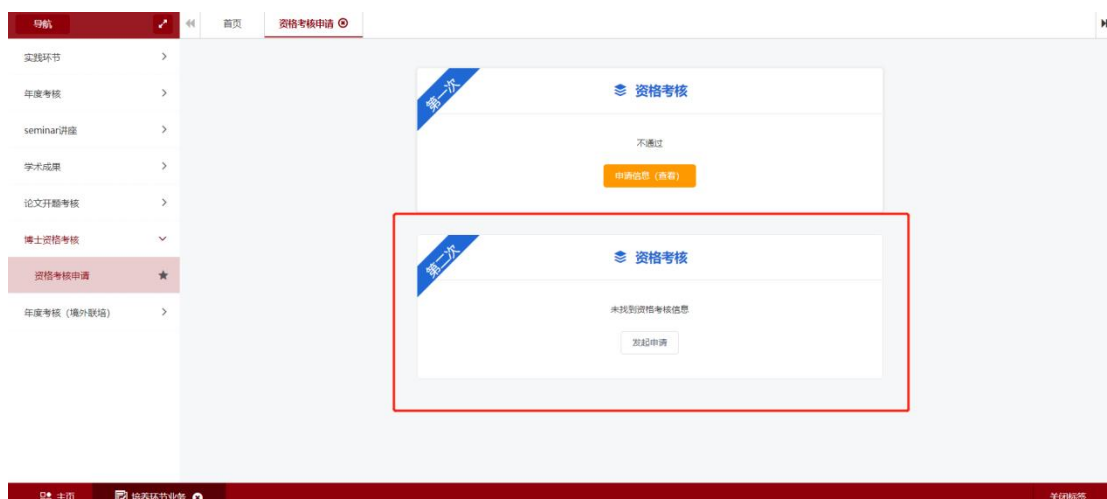 导航
首页
资格考核申请
实践环节
年度考核
seminar讲座
学术成果
论文开题考核
博士资格考核
资格考核申请
年度考核（境外联培）
第一次
资格考核
不通过
申请信息（查看）
第二次
资格考核
未找到资格考核信息
发起申请
主页
培养环节业务
关闭标签